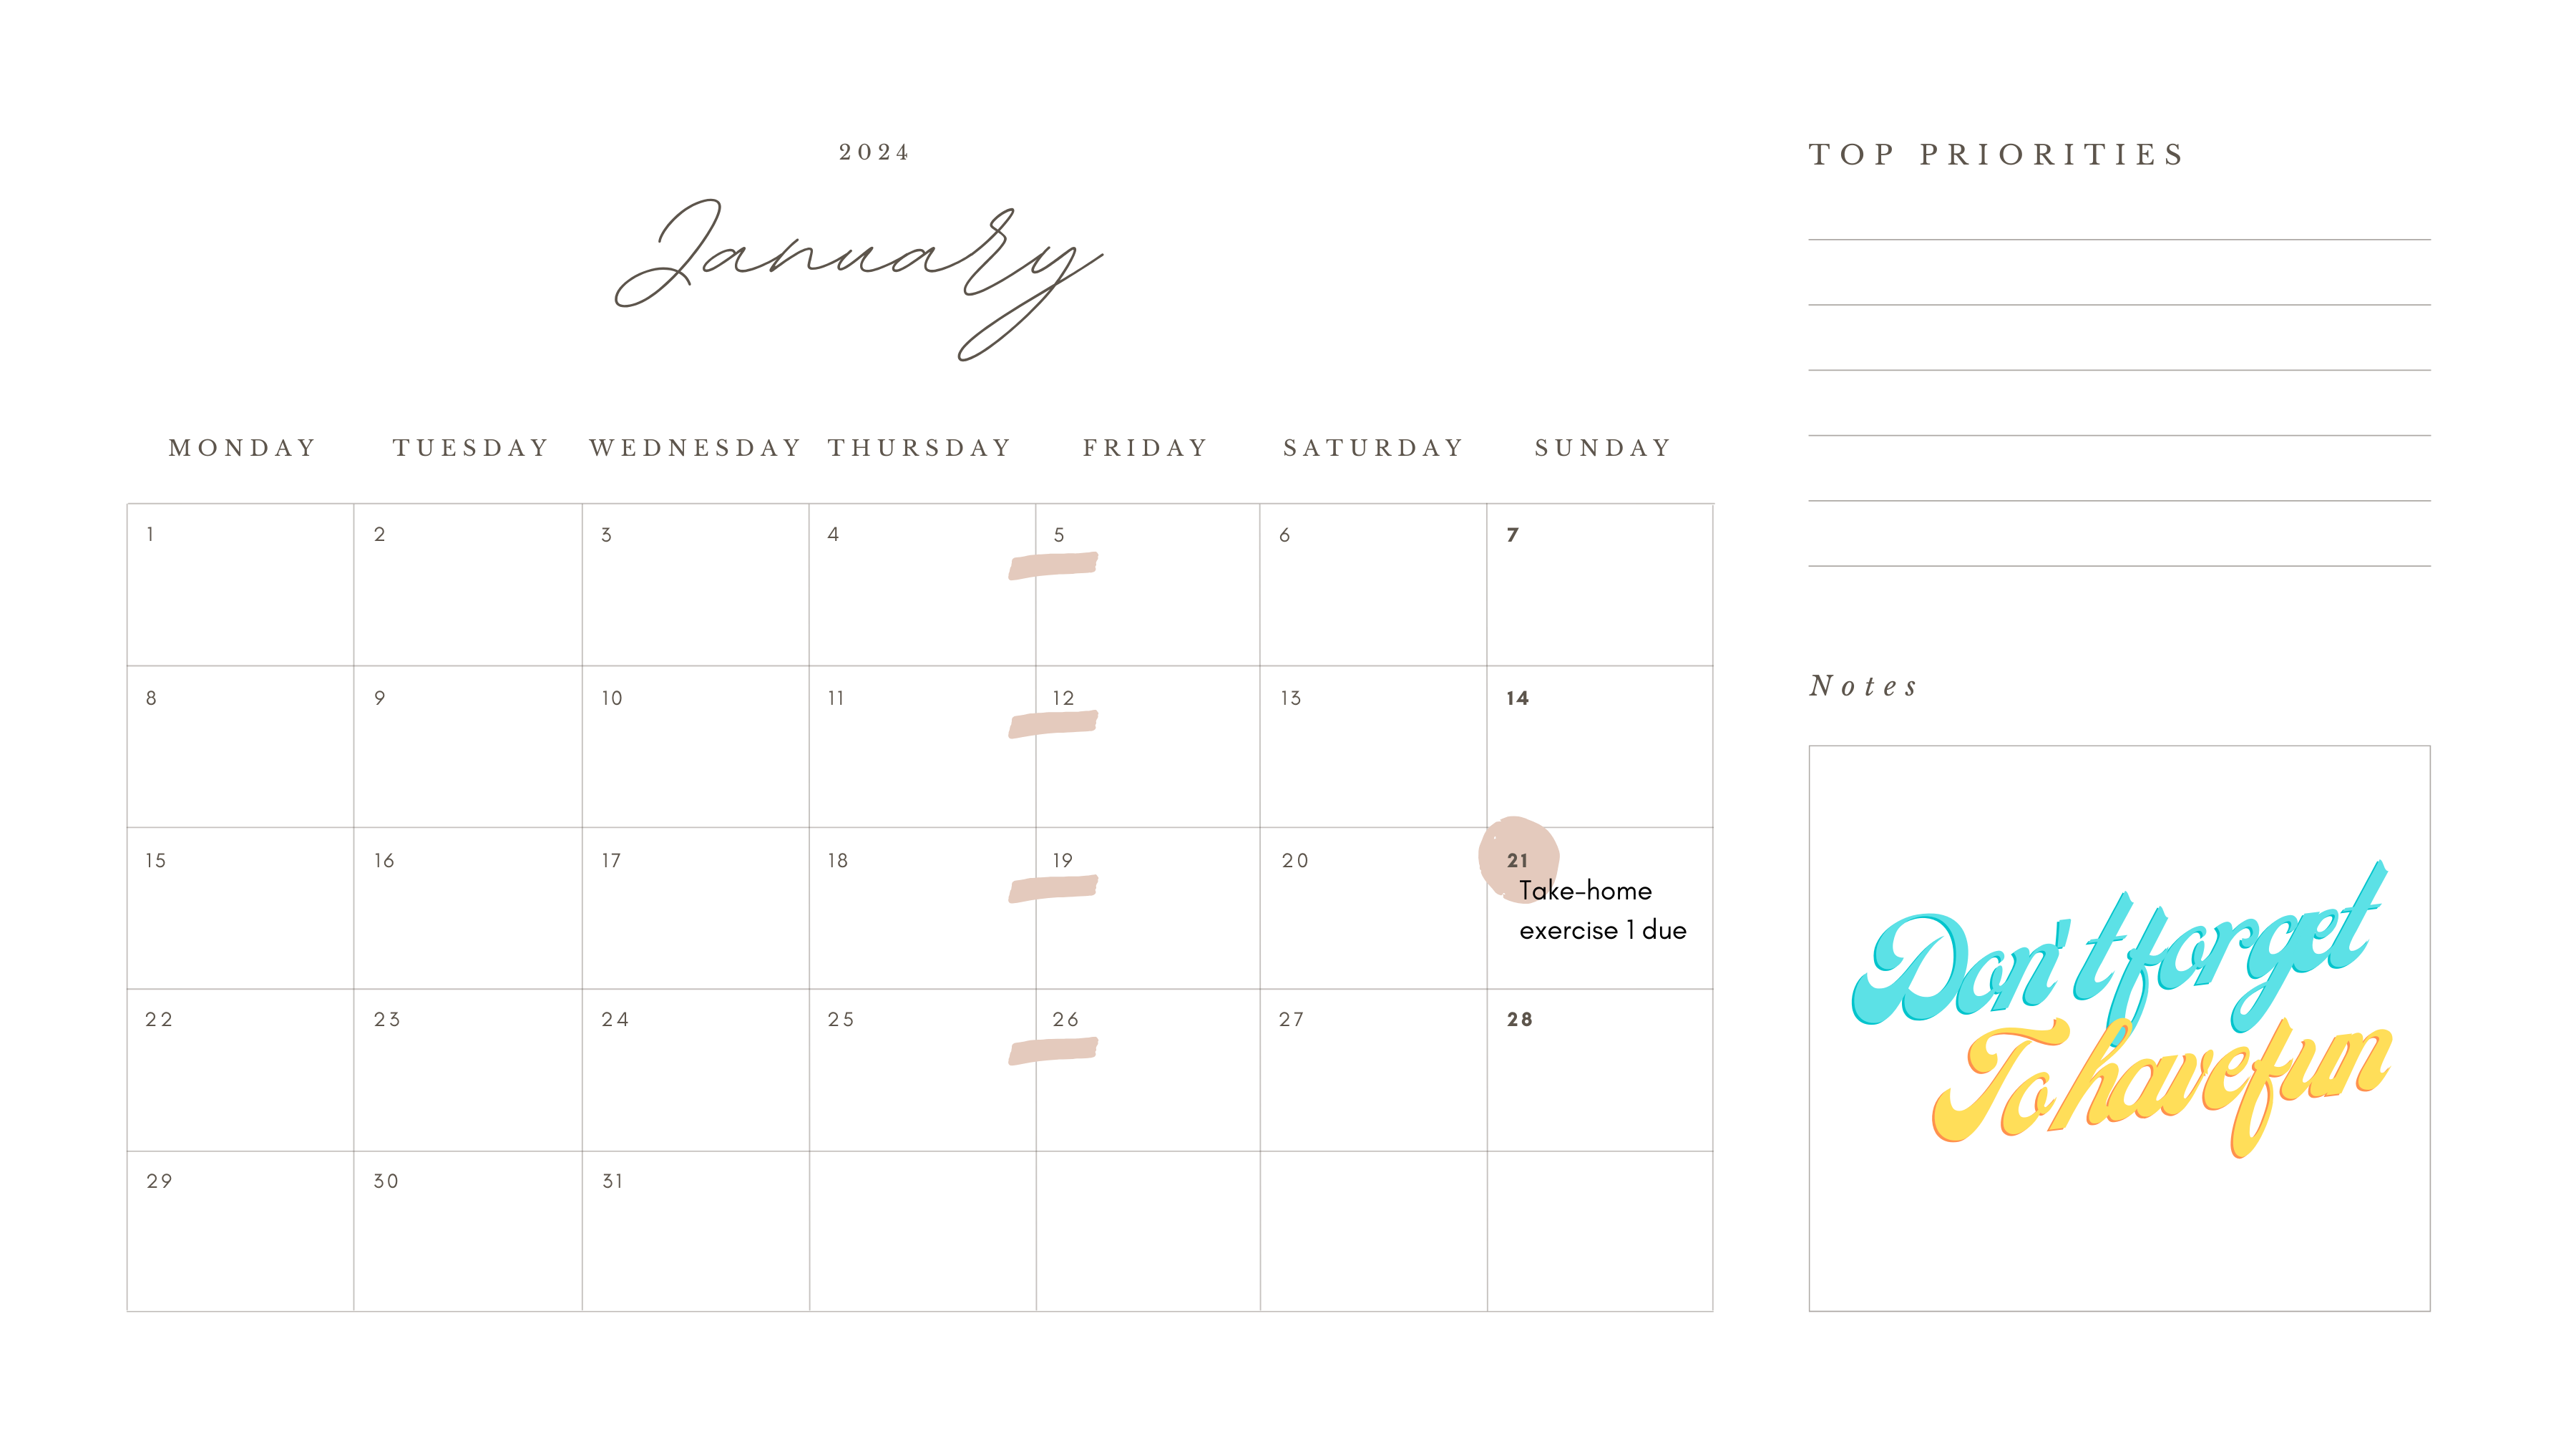 2024
January
MONDAY TUESDAY WEDNESDAY THURSDAY FRIDAY SATURDAY SUNDAY
1 2 3 4 5 6 7
8 9 10 11 12 13 14
15 16 17 18 19 20 21
Take-home
exercise 1 due
22 23 24 25 26 27 28
29 30 31
TOP PRIORITIES
Notes
Don't forget
To have fun